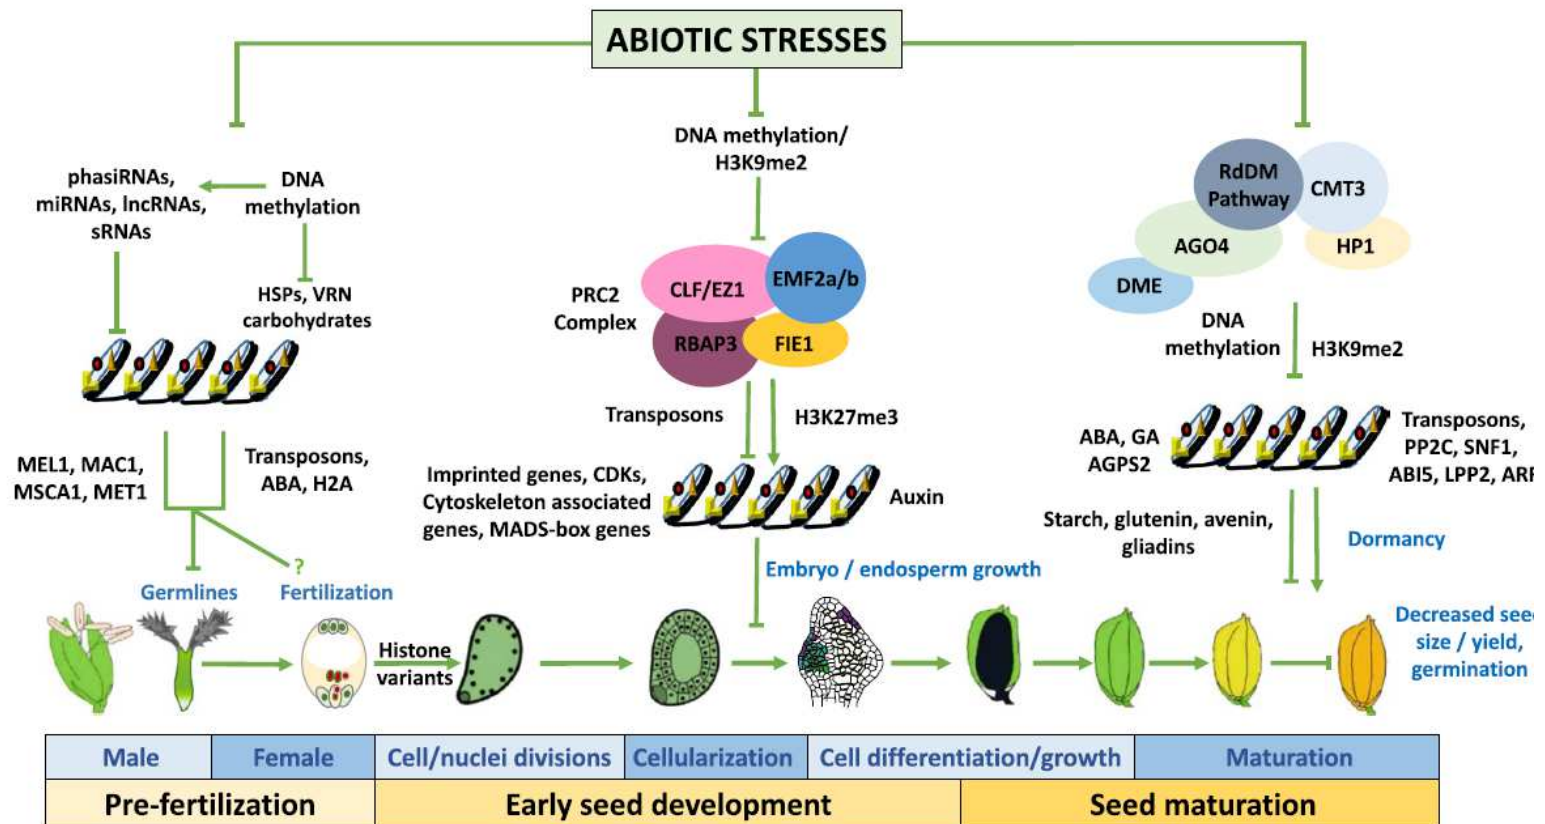 ABIOTIC STRESSES
phasiRNAs,
miRNAs, lncRNAs,
sRNAs
DNA
methylation
HSPs, VRN
carbohydrates
MEL1, MAC1,
MSCA1, MET1
Transposons,
ABA, H2A
?
Germlines
Fertilization
DNA methylation/
H3K9me2
PRC2
Complex
CLF/EZ1
EMF2a/b
RBAP3
FIE1
Transposons
H3K27me3
Imprinted genes, CDKs,
Cytoskeleton associated
genes, MADS-box genes
Auxin
Embryo / endosperm growth
RdDM
Pathway
CMT3
AGO4
HP1
DME
DNA
methylation
H3K9me2
ABA, GA
AGPS2
Transposons,
PP2C, SNF1,
ABI5, LPP2, ARF
Starch, glutenin, avenin,
gliadins
Dormancy
Decreased see
size / yield,
germination
Histone
variants
Male
Female
Cell/nuclei divisions
Cellularization
Cell differentiation/growth
Maturation
Pre-fertilization
Early seed development
Seed maturation